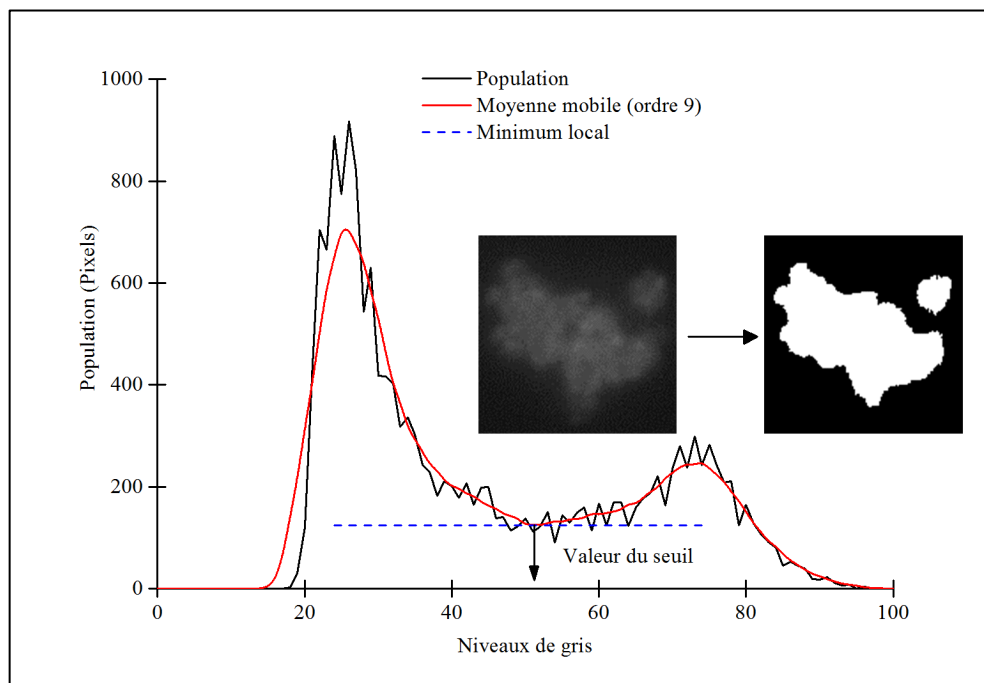 1000
800
600
400
200
0
Population (Pixels)
Population
Moyenne mobile (ordre 9)
Minimum local
Valeur du seuil
0 20 40 60 80 100
Niveaux de gris